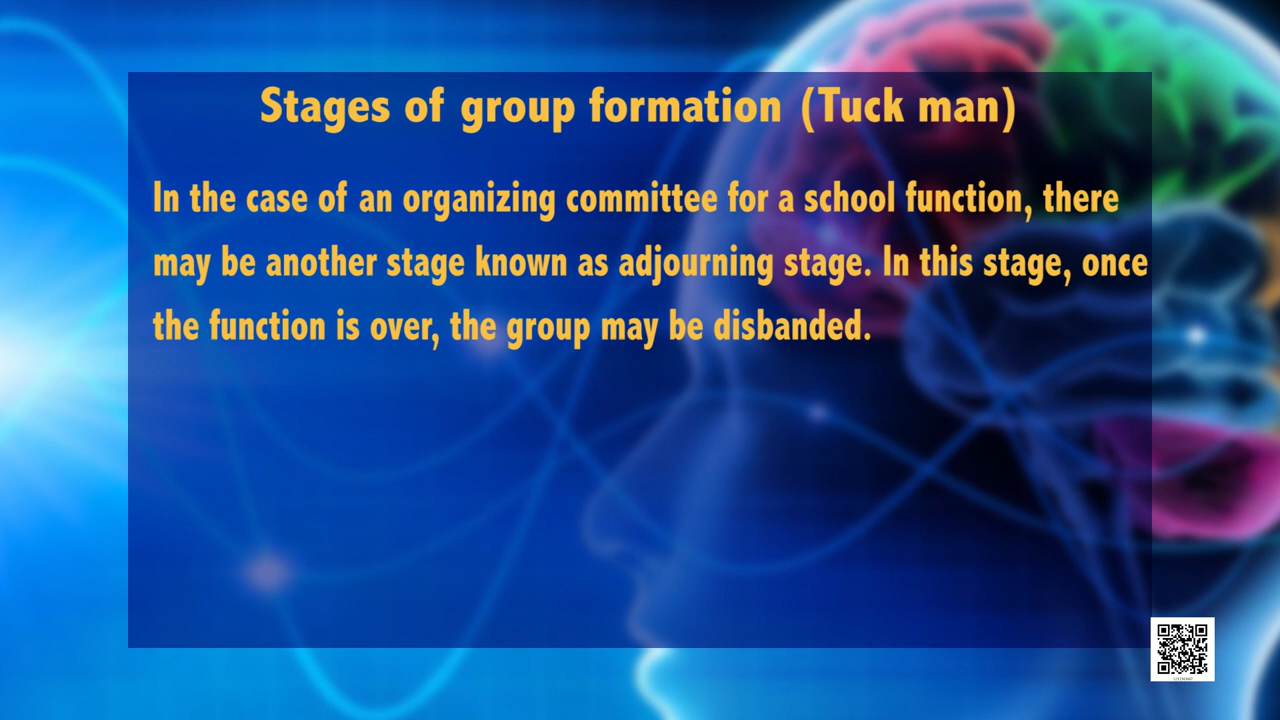 Stages of group formation (Tuck man)
In the case of an organizing committee for a school function, there
may be another stage known as adjourning stage. In this stage, once
the function is over, the group may be disbanded.